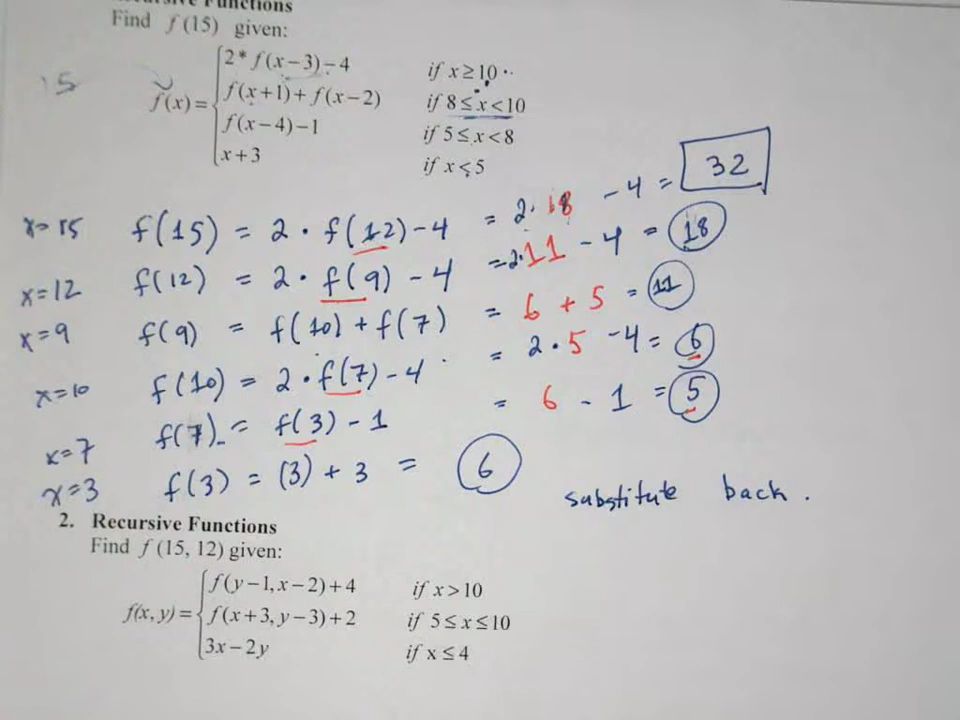 Functions
Find f (15) given:
15
f(x)= 2* f(x−3)−4 if x≥10
f(x+1)+ f(x−2) if 8≤x<10
f(x−4)−1 if 5≤x<8
x+3 if x<5
x=15 f(15) = 2 · f(12) - 4 = 2· 18 - 4 = 32
x=12 f(12) = 2 · f(9) - 4 = 2·11 - 4 = 18
x=9 f(9) = f(10) + f(7) = 6 + 5 = 11
x=10 f(10) = 2 · f(7) - 4 = 2 · 5 - 4 = 6
x=7 f(7) = f(3) - 1 = 6 - 1 = 5
x=3 f(3) = (3) + 3 = 6
substitute back.
2. Recursive Functions
Find f (15, 12) given:
f(x, y)= f(y−1, x−2)+4 if x>10
f(x+3, y−3)+2 if 5≤x≤10
3x−2y if x≤4